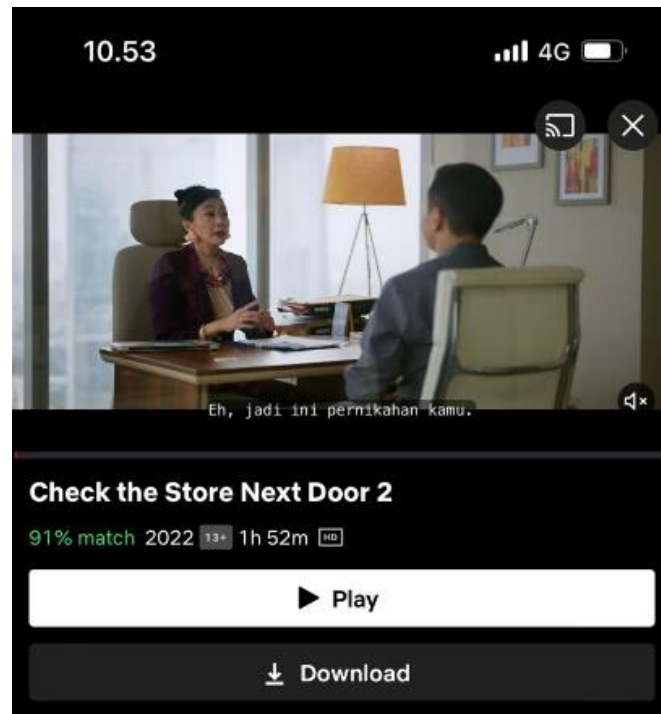 10.53
4G
Eh, jadi ini pernikahan kamu.
Check the Store Next Door 2
91% match 2022 13+ 1h 52m HD
Play
Download